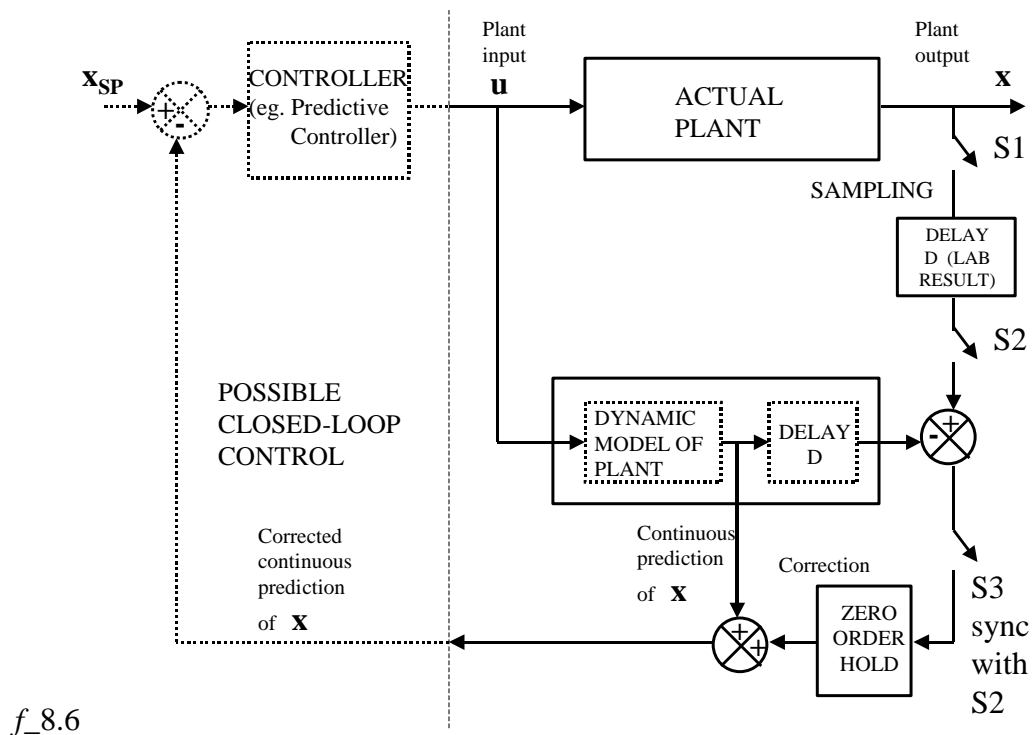 Plant
input
u
Plant
output
x
x_SP
+
-
CONTROLLER
(eg. Predictive
Controller)
ACTUAL
PLANT
S1
SAMPLING
DELAY
D (LAB
RESULT)
S2
POSSIBLE
CLOSED-LOOP
CONTROL
DYNAMIC
MODEL OF
PLANT
DELAY
D
+
-
Corrected
continuous
prediction
of x
Continuous
prediction
of x
Correction
+
+
ZERO
ORDER
HOLD
S3
sync
with
S2
f_8.6